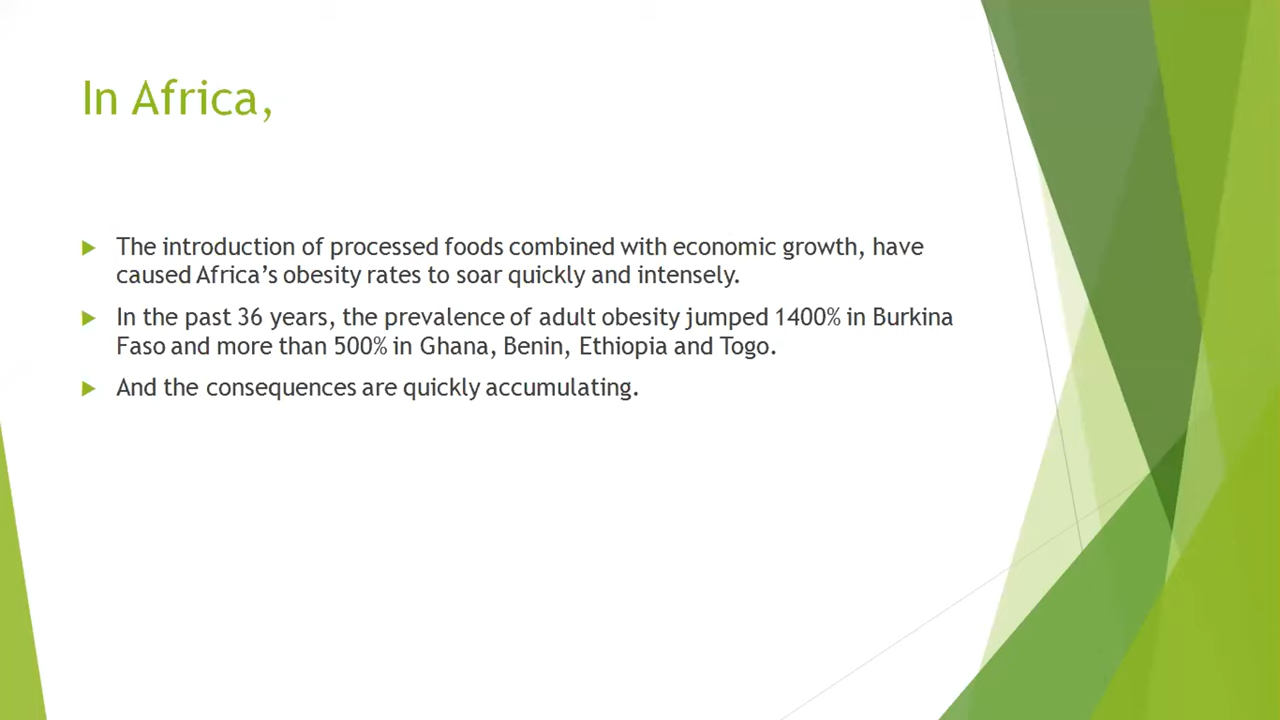 In Africa,
The introduction of processed foods combined with economic growth, have
caused Africa’s obesity rates to soar quickly and intensely.
In the past 36 years, the prevalence of adult obesity jumped 1400% in Burkina
Faso and more than 500% in Ghana, Benin, Ethiopia and Togo.
And the consequences are quickly accumulating.